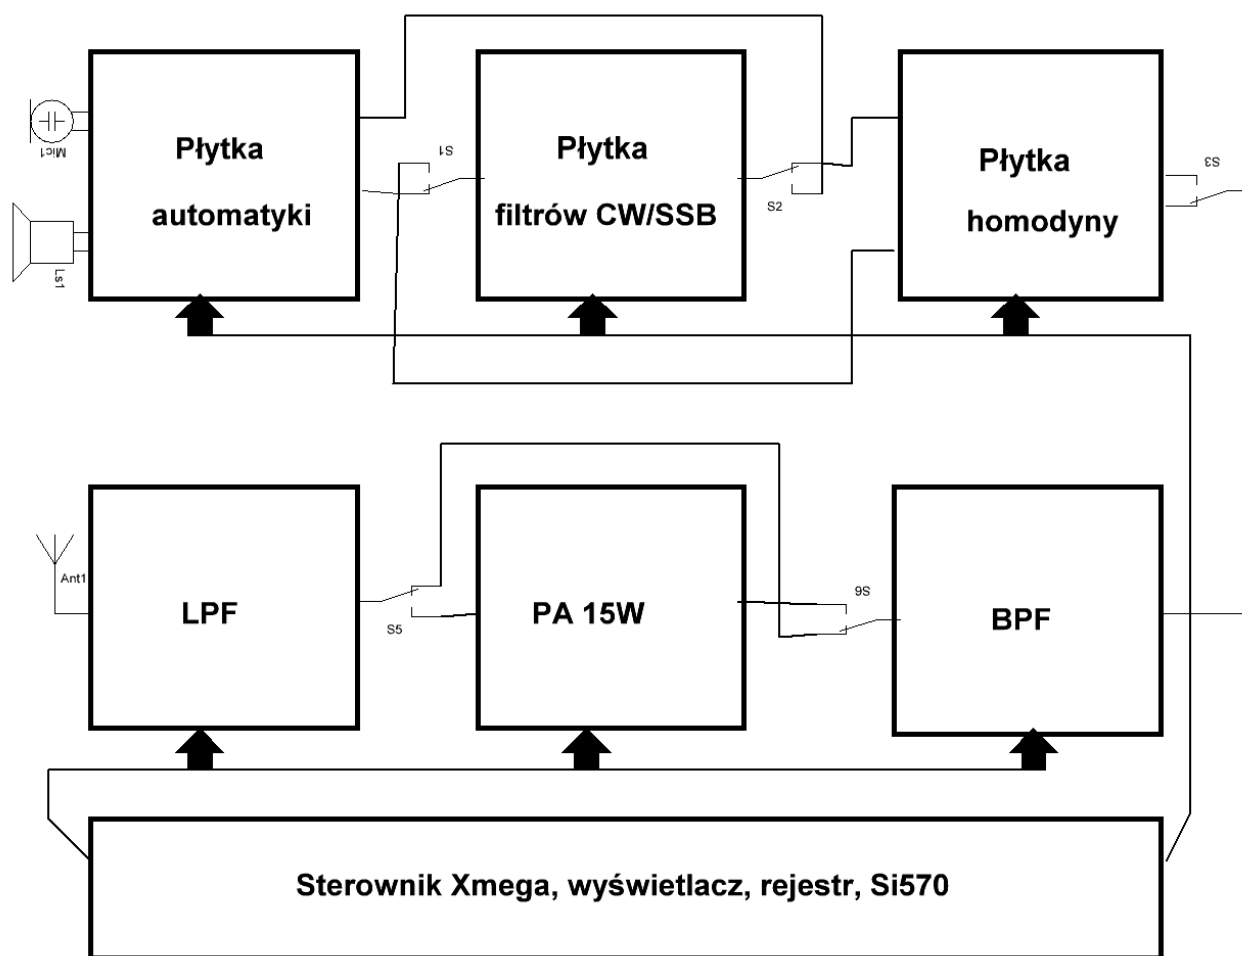 Mic1
Płytka
automatyki
S1
Płytka
filtrów CW/SSB
S2
Płytka
homodyny
S3
Ls1
Ant1
LPF
S5
PA 15W
S6
BPF
Sterownik Xmega, wyświetlacz, rejestr, Si570